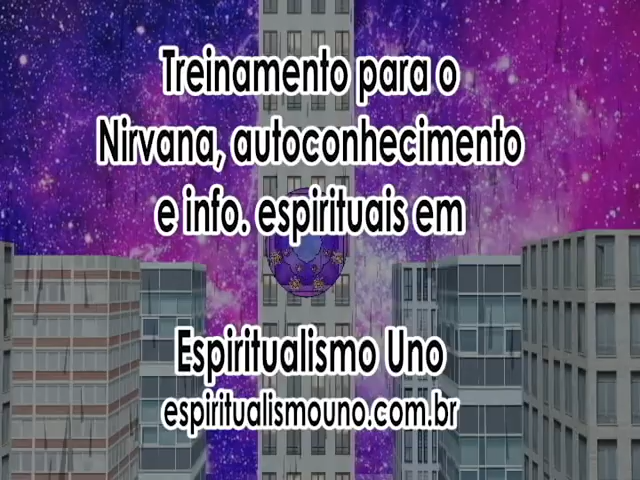 Treinamento para o
Nirvana, autoconhecimento
e info. espirituais em
Espiritualismo Uno
espiritualismouno.com.br